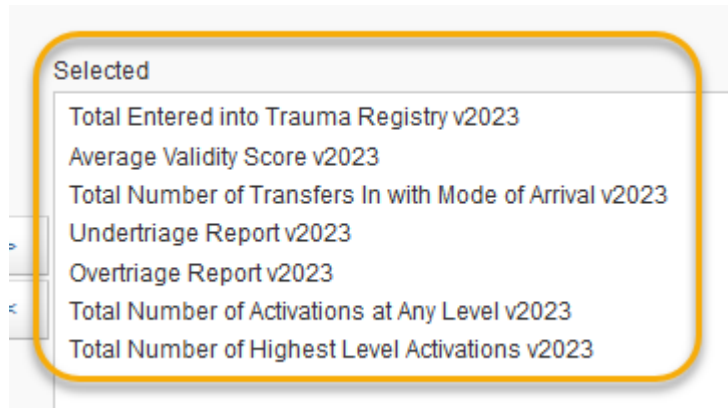 Selected
Total Entered into Trauma Registry v2023
Average Validity Score v2023
Total Number of Transfers In with Mode of Arrival v2023
Undertriage Report v2023
Overtriage Report v2023
Total Number of Activations at Any Level v2023
Total Number of Highest Level Activations v2023